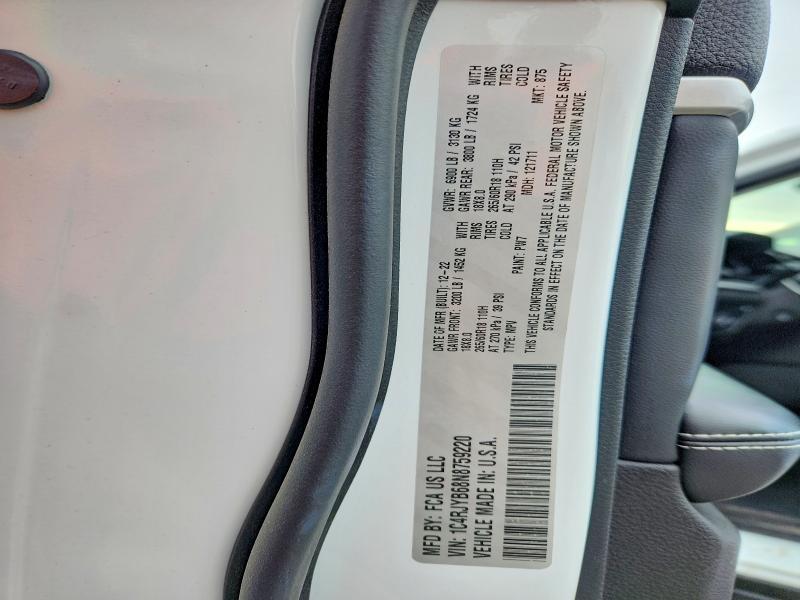 MFD BY: FCA US LLC
VIN: 1C4RJYB68N8759220
VEHICLE MADE IN: U.S.A.
DATE OF MFR (BUILT): 12-22
GAWR FRONT: 3200 LB / 1452 KG WITH
18X8.0 RIMS
265/60R18 110H TIRES
AT 270 kPa / 39 PSI COLD
TYPE: MPV PAINT: PW7
GVWR: 6900 LB / 3130 KG
GAWR REAR: 3800 LB / 1724 KG WITH
18X8.0 RIMS
265/60R18 110H TIRES
AT 290 kPa / 42 PSI COLD
MDH: 121711 MKT: 875
THIS VEHICLE CONFORMS TO ALL APPLICABLE U.S.A. FEDERAL MOTOR VEHICLE SAFETY
STANDARDS IN EFFECT ON THE DATE OF MANUFACTURE SHOWN ABOVE.